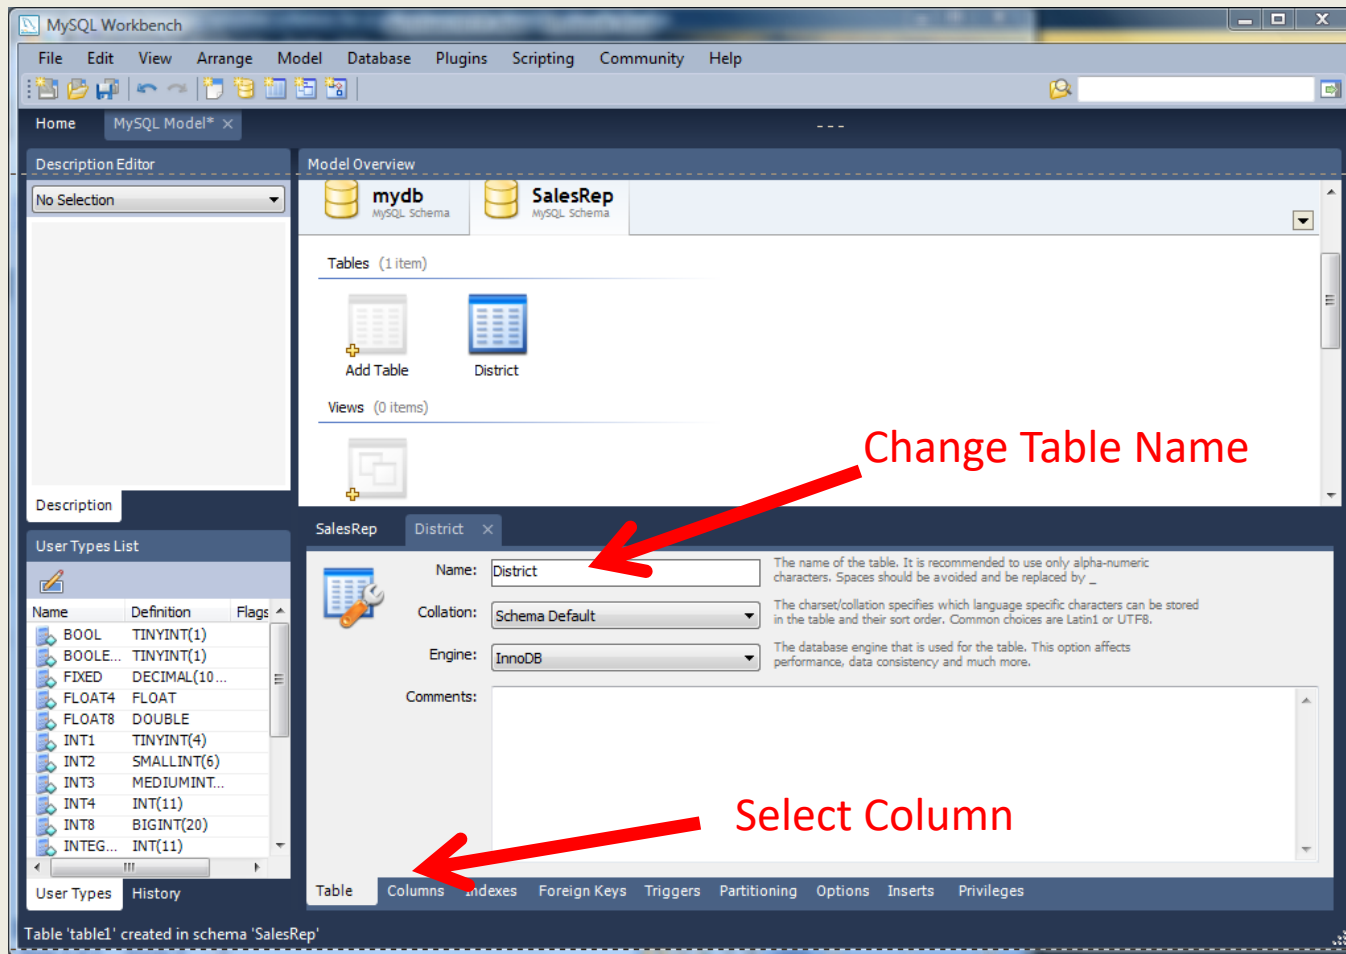 MySQL Workbench
File Edit View Arrange Model Database Plugins Scripting Community Help
Home MySQL Model*
Description Editor
No Selection
Description
Model Overview
mydb
MySQL Schema
SalesRep
MySQL Schema
Tables (1 item)
Add Table
District
Views (0 items)
Change Table Name
User Types List
Name Definition Flags
BOOL TINYINT(1)
BOOLE... TINYINT(1)
FIXED DECIMAL(10...
FLOAT4 FLOAT
FLOAT8 DOUBLE
INT1 TINYINT(4)
INT2 SMALLINT(6)
INT3 MEDIUMINT...
INT4 INT(11)
INT8 BIGINT(20)
INTEG... INT(11)
User Types History
SalesRep District
Name: District
The name of the table. It is recommended to use only alpha-numeric
characters. Spaces should be avoided and be replaced by _
Collation: Schema Default
The charset/collation specifies which language specific characters can be stored
in the table and their sort order. Common choices are Latin1 or UTF8.
Engine: InnoDB
The database engine that is used for the table. This option affects
performance, data consistency and much more.
Comments:
Select Column
Table Columns Indexes Foreign Keys Triggers Partitioning Options Inserts Privileges
Table 'table1' created in schema 'SalesRep'